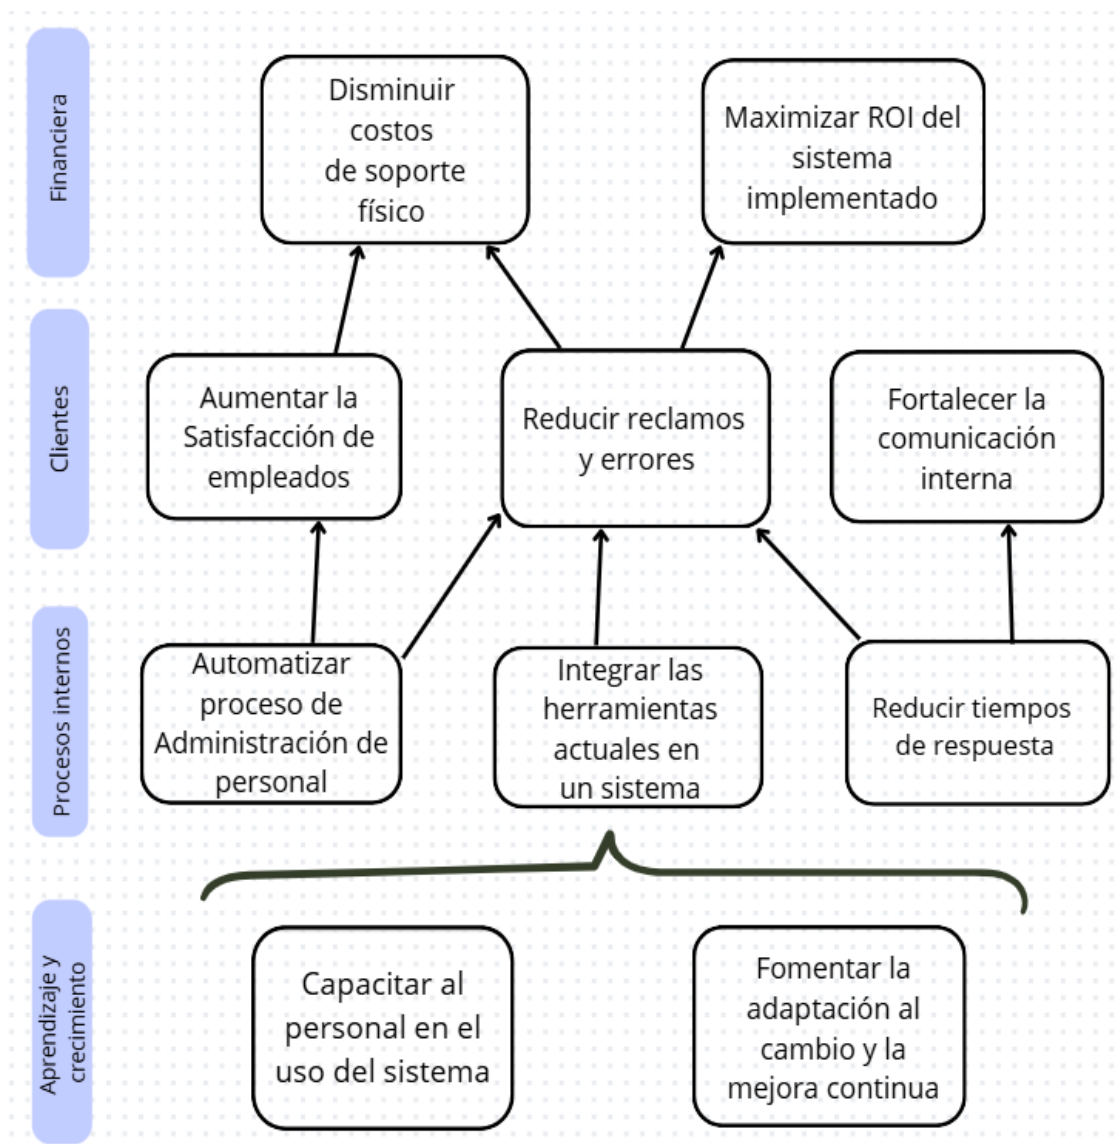 Financiera
Disminuir
costos
de soporte
físico
Maximizar ROI del
sistema
implementado
Clientes
Aumentar la
Satisfacción de
empleados
Reducir reclamos
y errores
Fortalecer la
comunicación
interna
Procesos internos
Automatizar
proceso de
Administración de
personal
Integrar las
herramientas
actuales en
un sistema
Reducir tiempos
de respuesta
Aprendizaje y
crecimiento
Capacitar al
personal en el
uso del sistema
Fomentar la
adaptación al
cambio y la
mejora continua